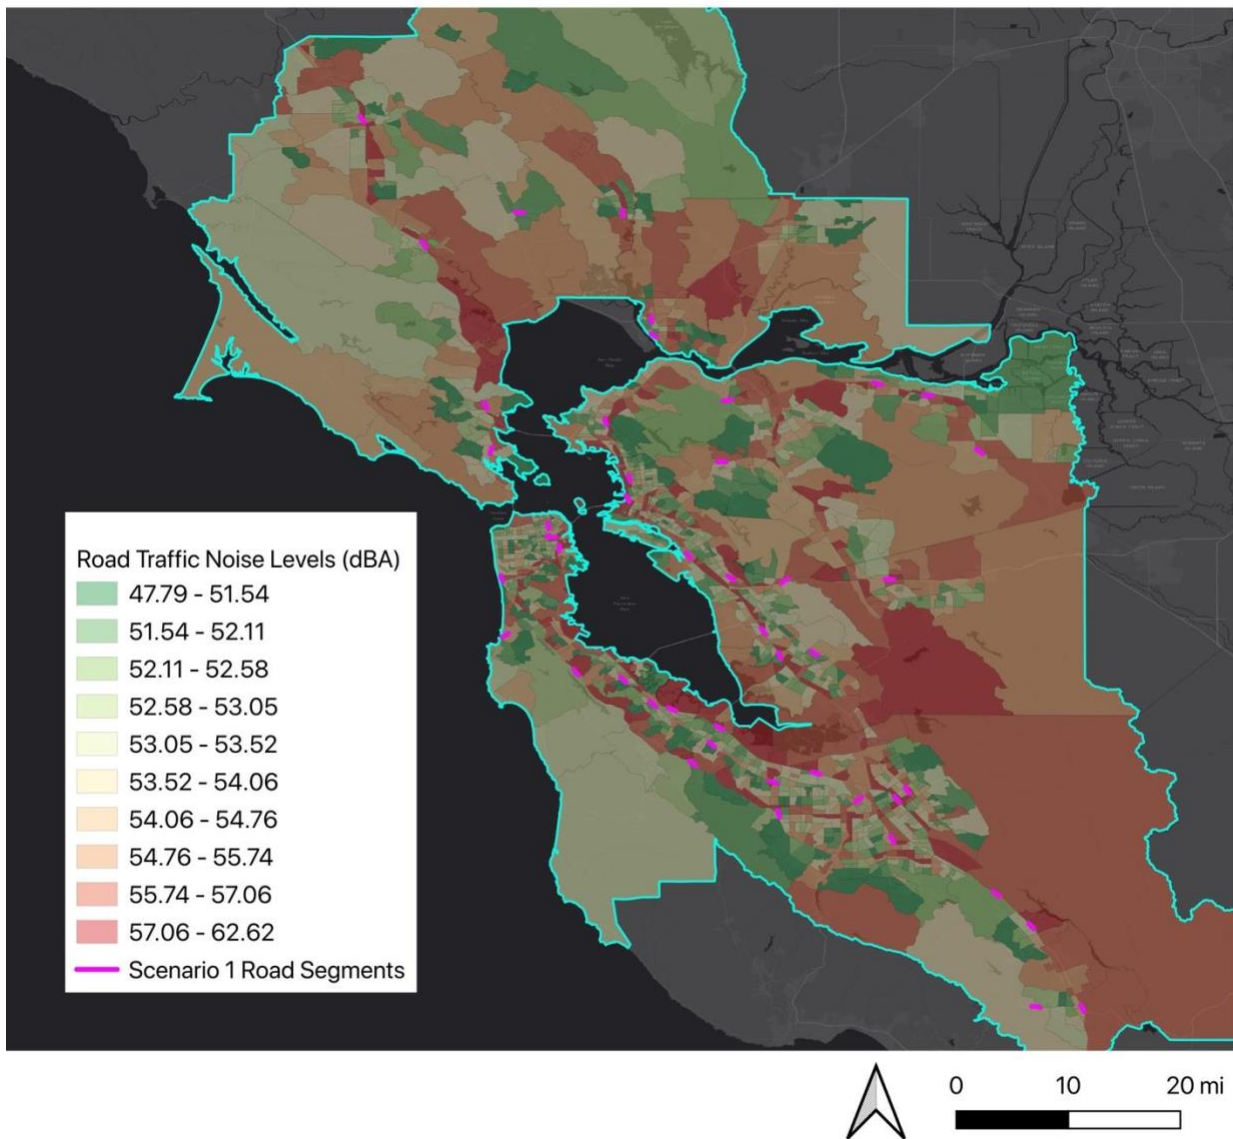 Road Traffic Noise Levels (dBA)
47.79 - 51.54
51.54 - 52.11
52.11 - 52.58
52.58 - 53.05
53.05 - 53.52
53.52 - 54.06
54.06 - 54.76
54.76 - 55.74
55.74 - 57.06
57.06 - 62.62
Scenario 1 Road Segments
0 10 20 mi